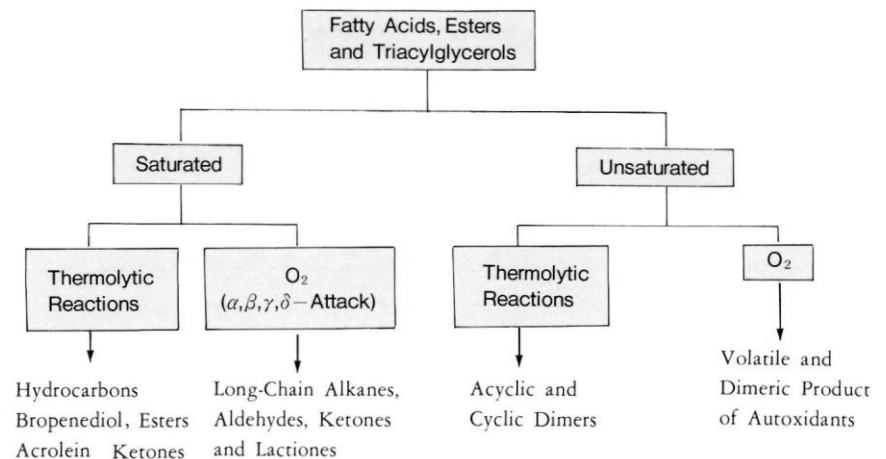 Fatty Acids, Esters
and Triacylglycerols
Saturated
Unsaturated
Thermolytic
Reactions
O₂
(α,β,γ,δ−Attack)
Thermolytic
Reactions
O₂
Hydrocarbons
Bropenediol, Esters
Acrolein Ketones
Long-Chain Alkanes,
Aldehydes, Ketones
and Lactiones
Acyclic and
Cyclic Dimers
Volatile and
Dimeric Product
of Autoxidants